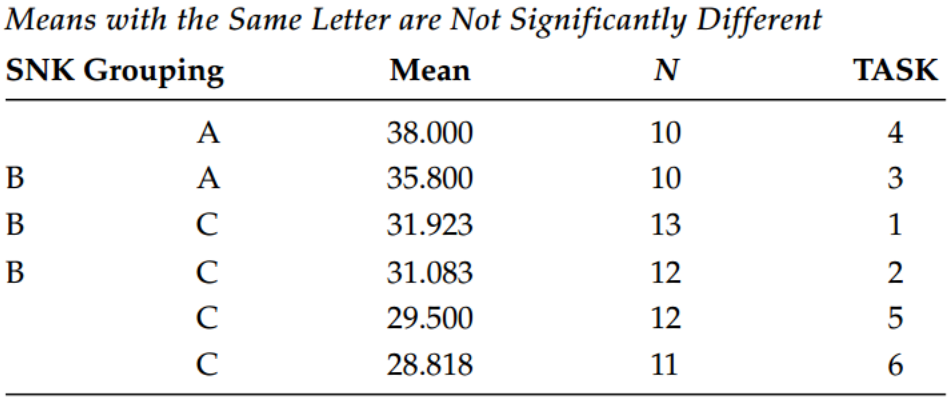 Means with the Same Letter are Not Significantly Different
SNK Grouping Mean N TASK
A 38.000 10 4
B A 35.800 10 3
B C 31.923 13 1
B C 31.083 12 2
C 29.500 12 5
C 28.818 11 6